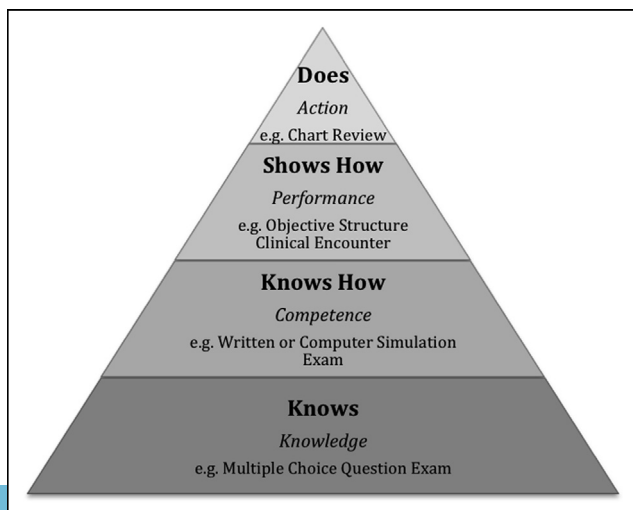 Does
Action
e.g. Chart Review
Shows How
Performance
e.g. Objective Structure
Clinical Encounter
Knows How
Competence
e.g. Written or Computer Simulation
Exam
Knows
Knowledge
e.g. Multiple Choice Question Exam